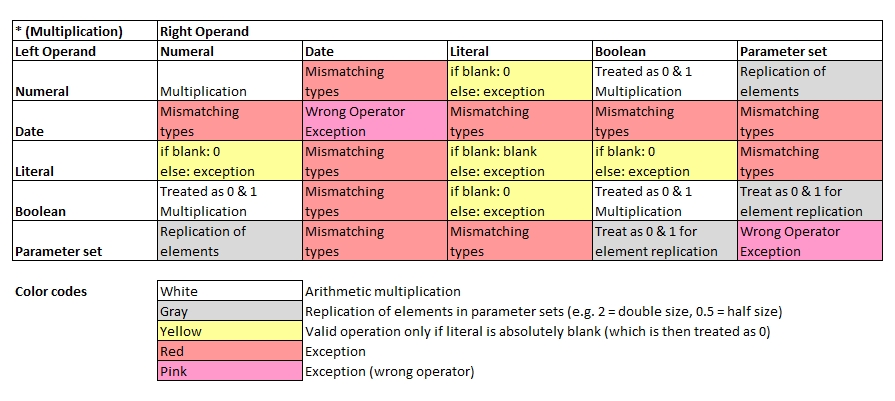 * (Multiplication) Right Operand
Left Operand Numeral Date Literal Boolean Parameter set
Mismatching if blank: 0 Treated as 0 & 1 Replication of
Numeral Multiplication types else: exception Multiplication elements
Mismatching Wrong Operator Mismatching Mismatching Mismatching
Date types Exception types types types
if blank: 0 Mismatching if blank: blank if blank: 0 Mismatching
Literal else: exception types else: exception else: exception types
Treated as 0 & 1 Mismatching if blank: 0 Treated as 0 & 1 Treat as 0 & 1 for
Boolean Multiplication types else: exception Multiplication element replication
Replication of Mismatching Mismatching Treat as 0 & 1 for Wrong Operator
Parameter set elements types types element replication Exception
Color codes White Arithmetic multiplication
Gray Replication of elements in parameter sets (e.g. 2 = double size, 0.5 = half size)
Yellow Valid operation only if literal is absolutely blank (which is then treated as 0)
Red Exception
Pink Exception (wrong operator)